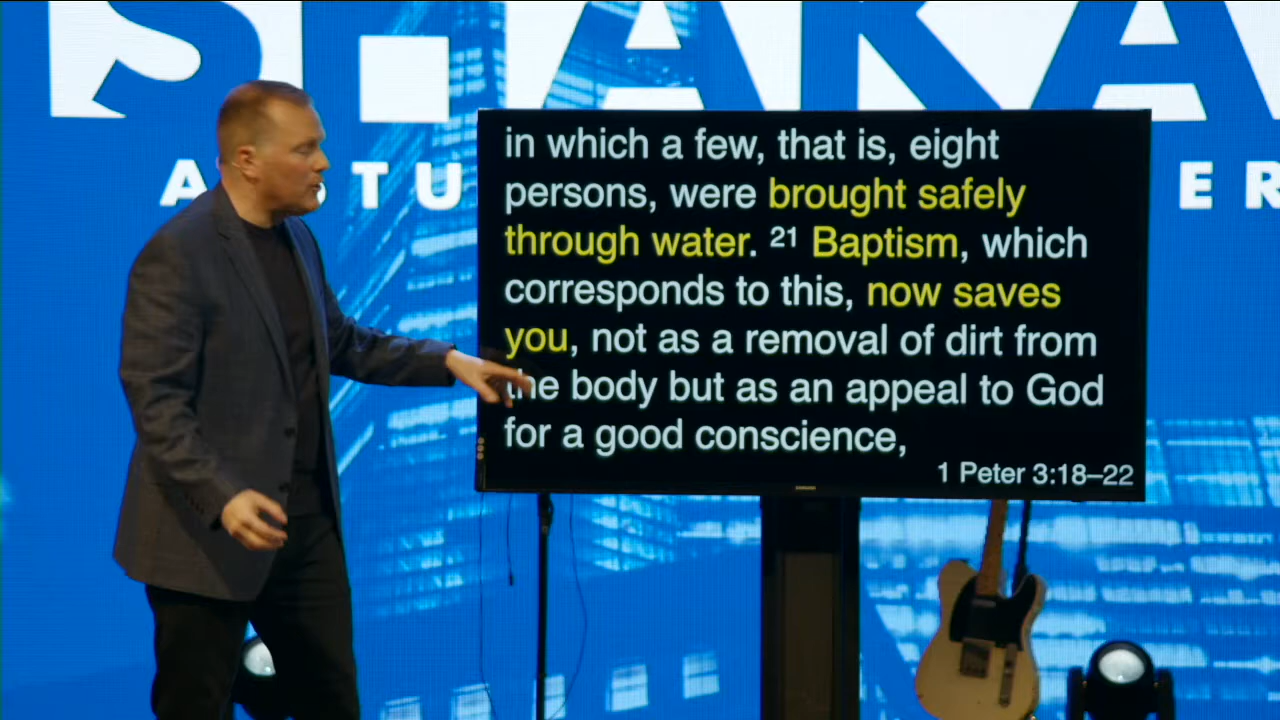 in which a few, that is, eight
persons, were brought safely
through water. ²¹ Baptism, which
corresponds to this, now saves
you, not as a removal of dirt from
the body but as an appeal to God
for a good conscience,
1 Peter 3:18–22